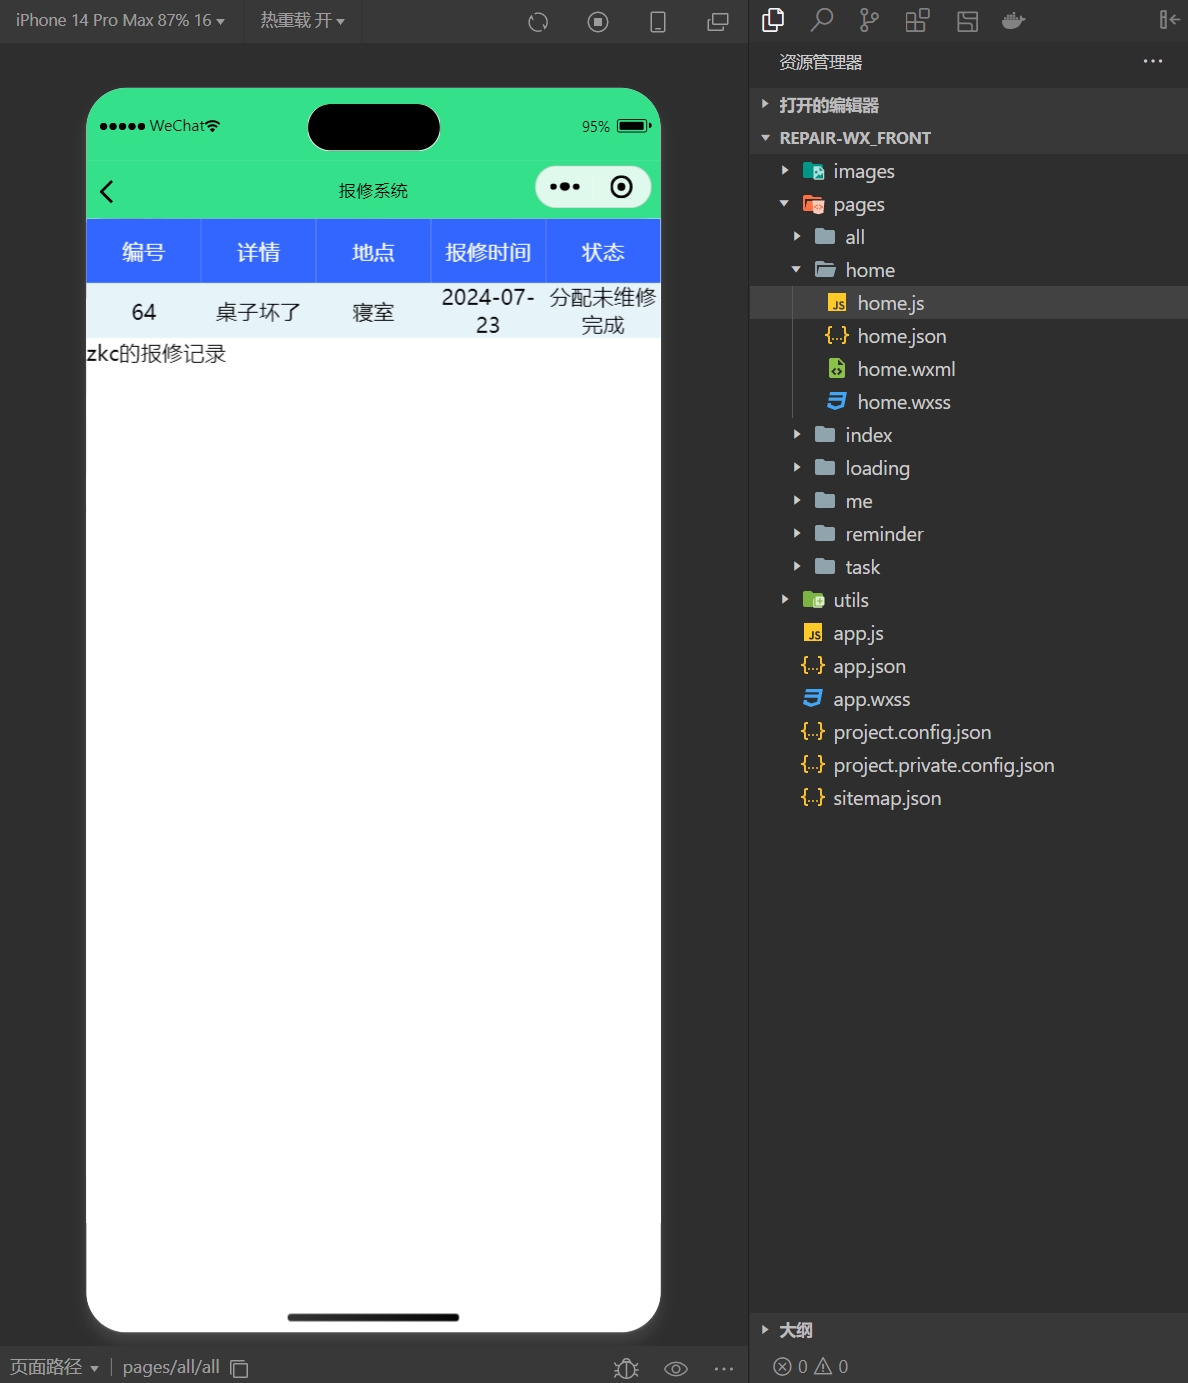 iPhone 14 Pro Max 87% 16
热重载 开
WeChat
95%
报修系统
编号 详情 地点 报修时间 状态
64 桌子坏了 寝室 2024-07-23 分配未维修完成
zkc的报修记录
页面路径 pages/all/all
资源管理器
打开的编辑器
REPAIR-WX_FRONT
images
pages
all
home
JS home.js
{...} home.json
home.wxml
home.wxss
index
loading
me
reminder
task
utils
JS app.js
{...} app.json
app.wxss
{...} project.config.json
{...} project.private.config.json
{...} sitemap.json
大纲
0 0